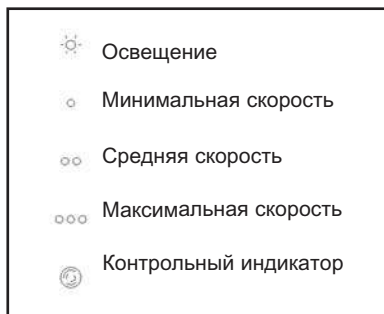 Освещение
Минимальная скорость
Средняя скорость
Максимальная скорость
Контрольный индикатор